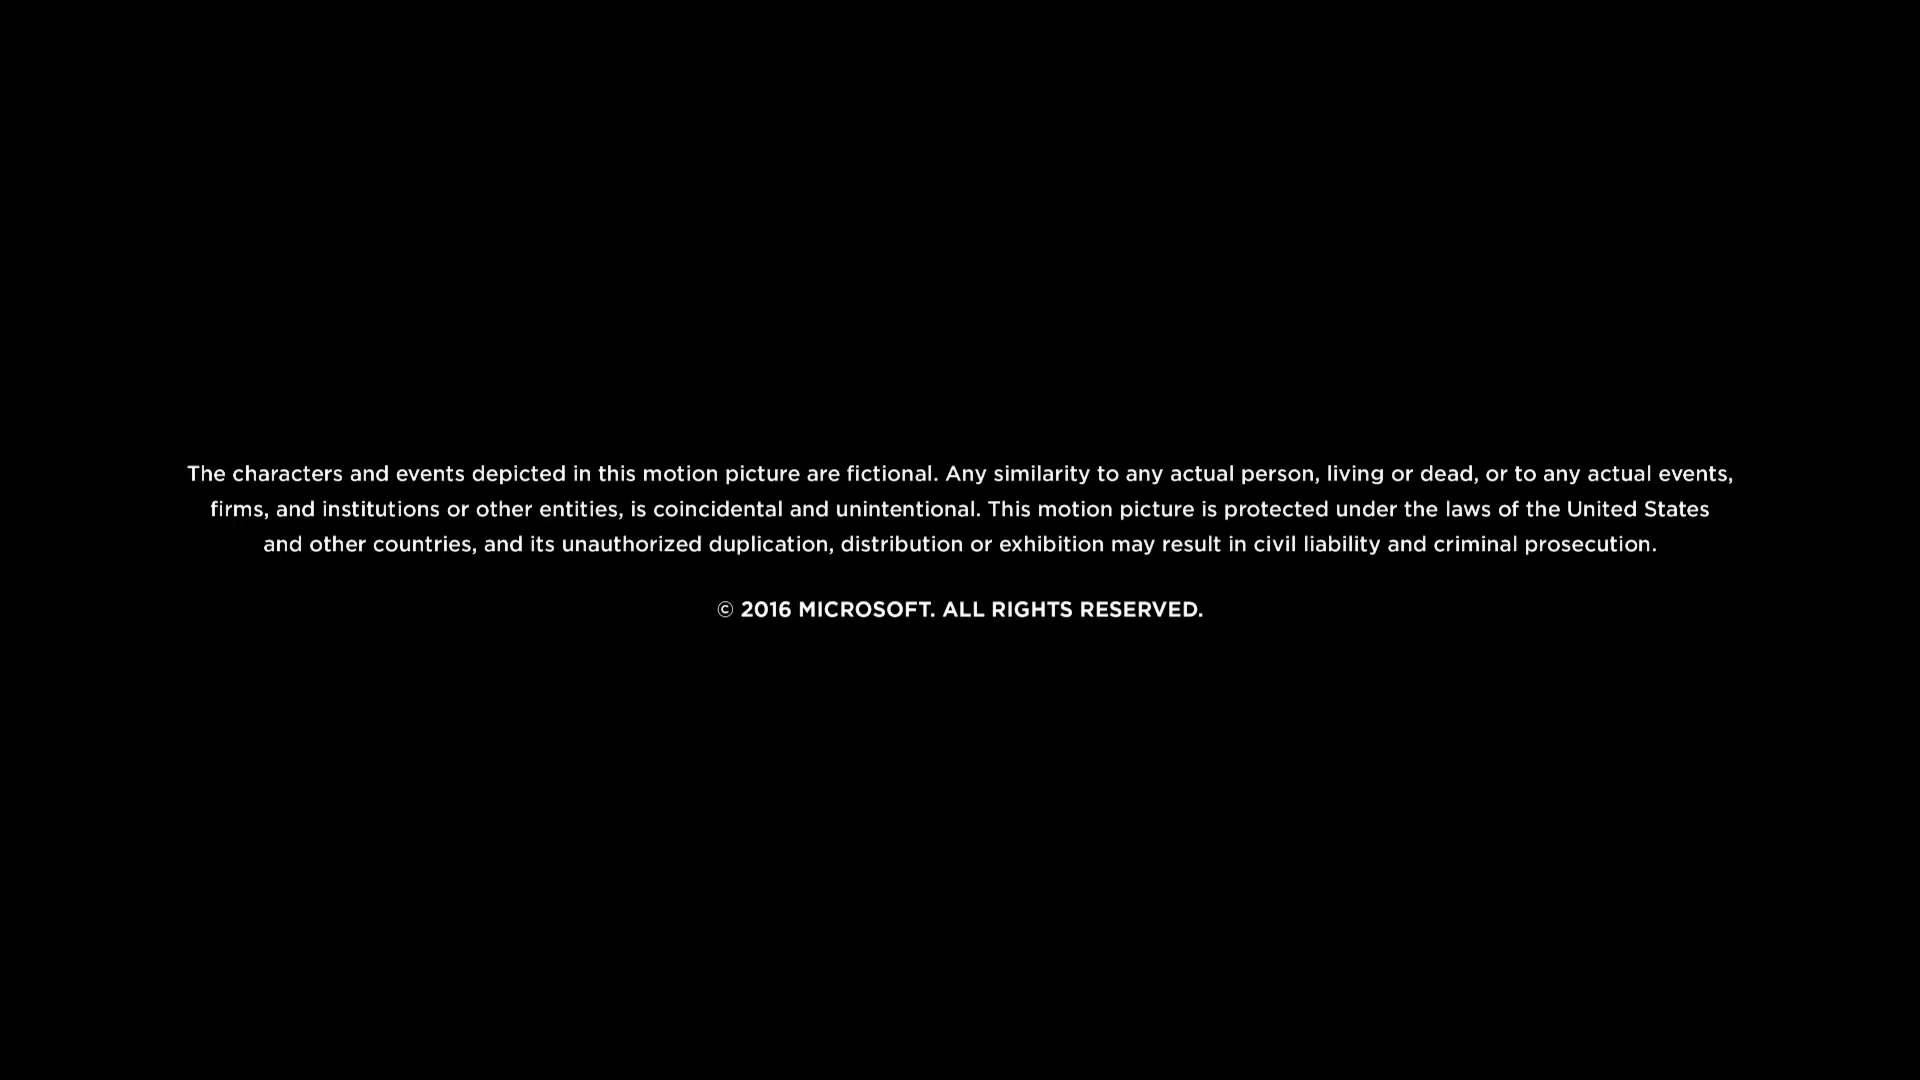 The characters and events depicted in this motion picture are fictional. Any similarity to any actual person, living or dead, or to any actual events,
firms, and institutions or other entities, is coincidental and unintentional. This motion picture is protected under the laws of the United States
and other countries, and its unauthorized duplication, distribution or exhibition may result in civil liability and criminal prosecution.
© 2016 MICROSOFT. ALL RIGHTS RESERVED.